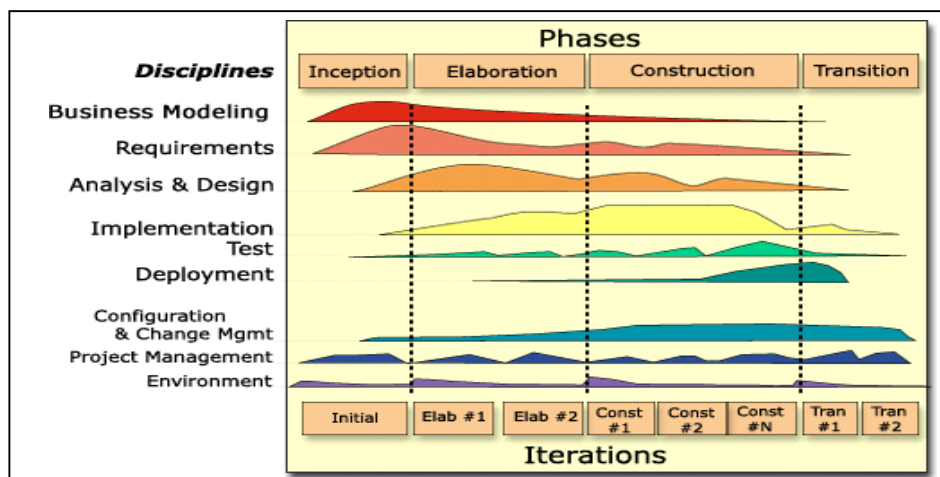 Phases
Disciplines
Inception
Elaboration
Construction
Transition
Business Modeling
Requirements
Analysis & Design
Implementation
Test
Deployment
Configuration
& Change Mgmt
Project Management
Environment
Initial
Elab #1
Elab #2
Const
#1
Const
#2
Const
#N
Tran
#1
Tran
#2
Iterations